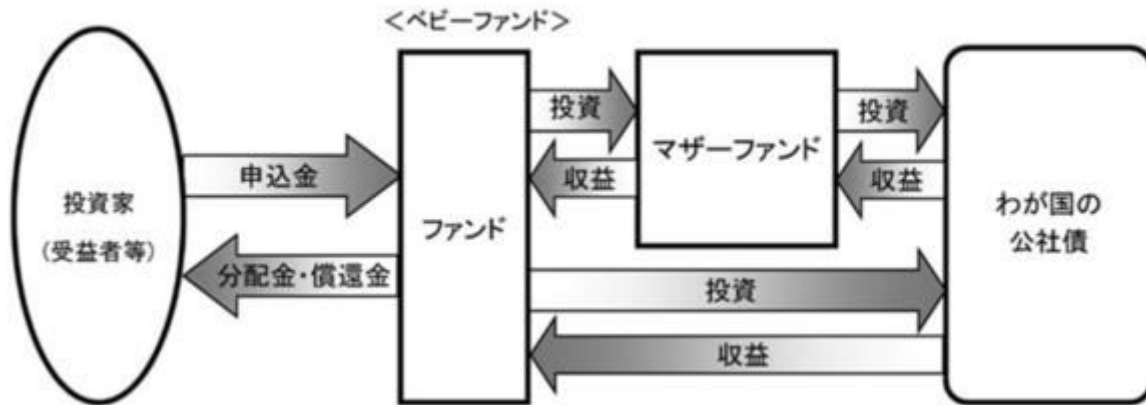 ＜ベビーファンド＞
投資家
(受益者等)
申込金
分配金・償還金
ファンド
投資
収益
マザーファンド
投資
収益
投資
収益
わが国の
公社債